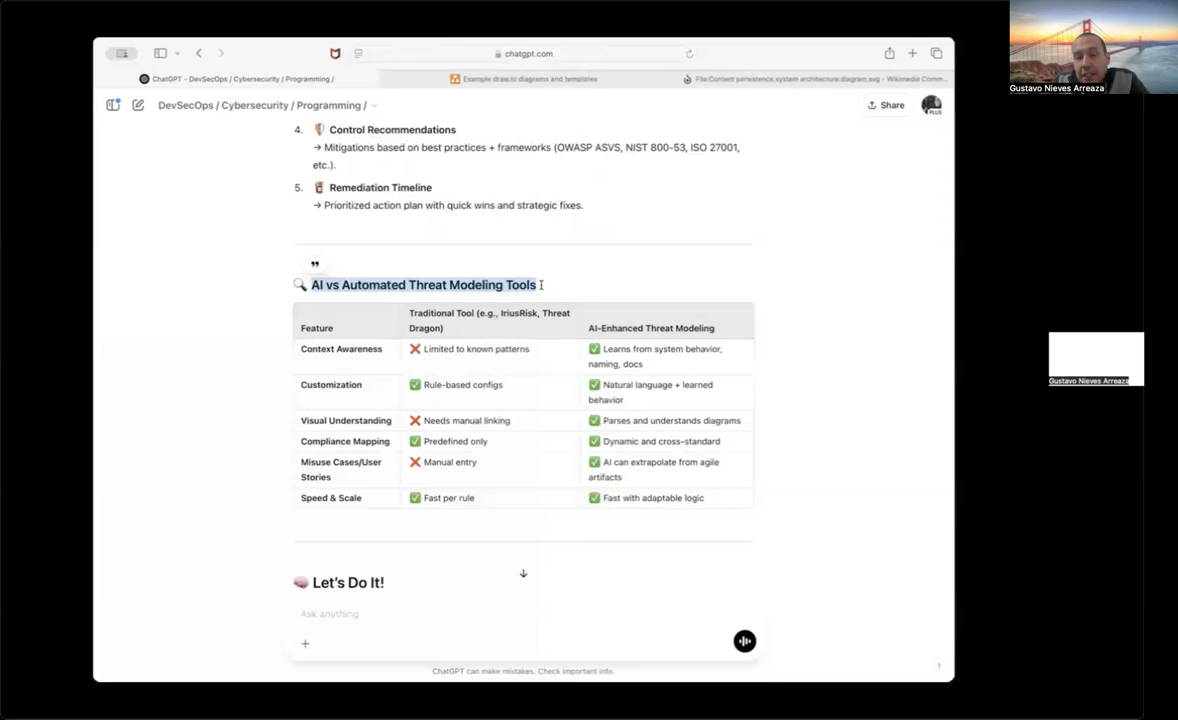 Gustavo Nieves Arreaza
chatgpt.com
ChatGPT - DevSecOps / Cybersecurity / Programming /
Example draw.io diagrams and templates
File:Content persistence.system architecture.diagram.svg - Wikimedia Comm...
DevSecOps / Cybersecurity / Programming /
Share
PLUS
4. Control Recommendations
→ Mitigations based on best practices + frameworks (OWASP ASVS, NIST 800-53, ISO 27001,
etc.).
5. Remediation Timeline
→ Prioritized action plan with quick wins and strategic fixes.
"
AI vs Automated Threat Modeling Tools
Feature
Traditional Tool (e.g., IriusRisk, Threat
Dragon)
AI-Enhanced Threat Modeling
Context Awareness
❌ Limited to known patterns
✅ Learns from system behavior,
naming, docs
Customization
✅ Rule-based configs
✅ Natural language + learned
behavior
Visual Understanding
❌ Needs manual linking
✅ Parses and understands diagrams
Compliance Mapping
✅ Predefined only
✅ Dynamic and cross-standard
Misuse Cases/User
Stories
❌ Manual entry
✅ AI can extrapolate from agile
artifacts
Speed & Scale
✅ Fast per rule
✅ Fast with adaptable logic
Gustavo Nieves Arreaza
Let's Do It!
Ask anything
ChatGPT can make mistakes. Check important info.
?